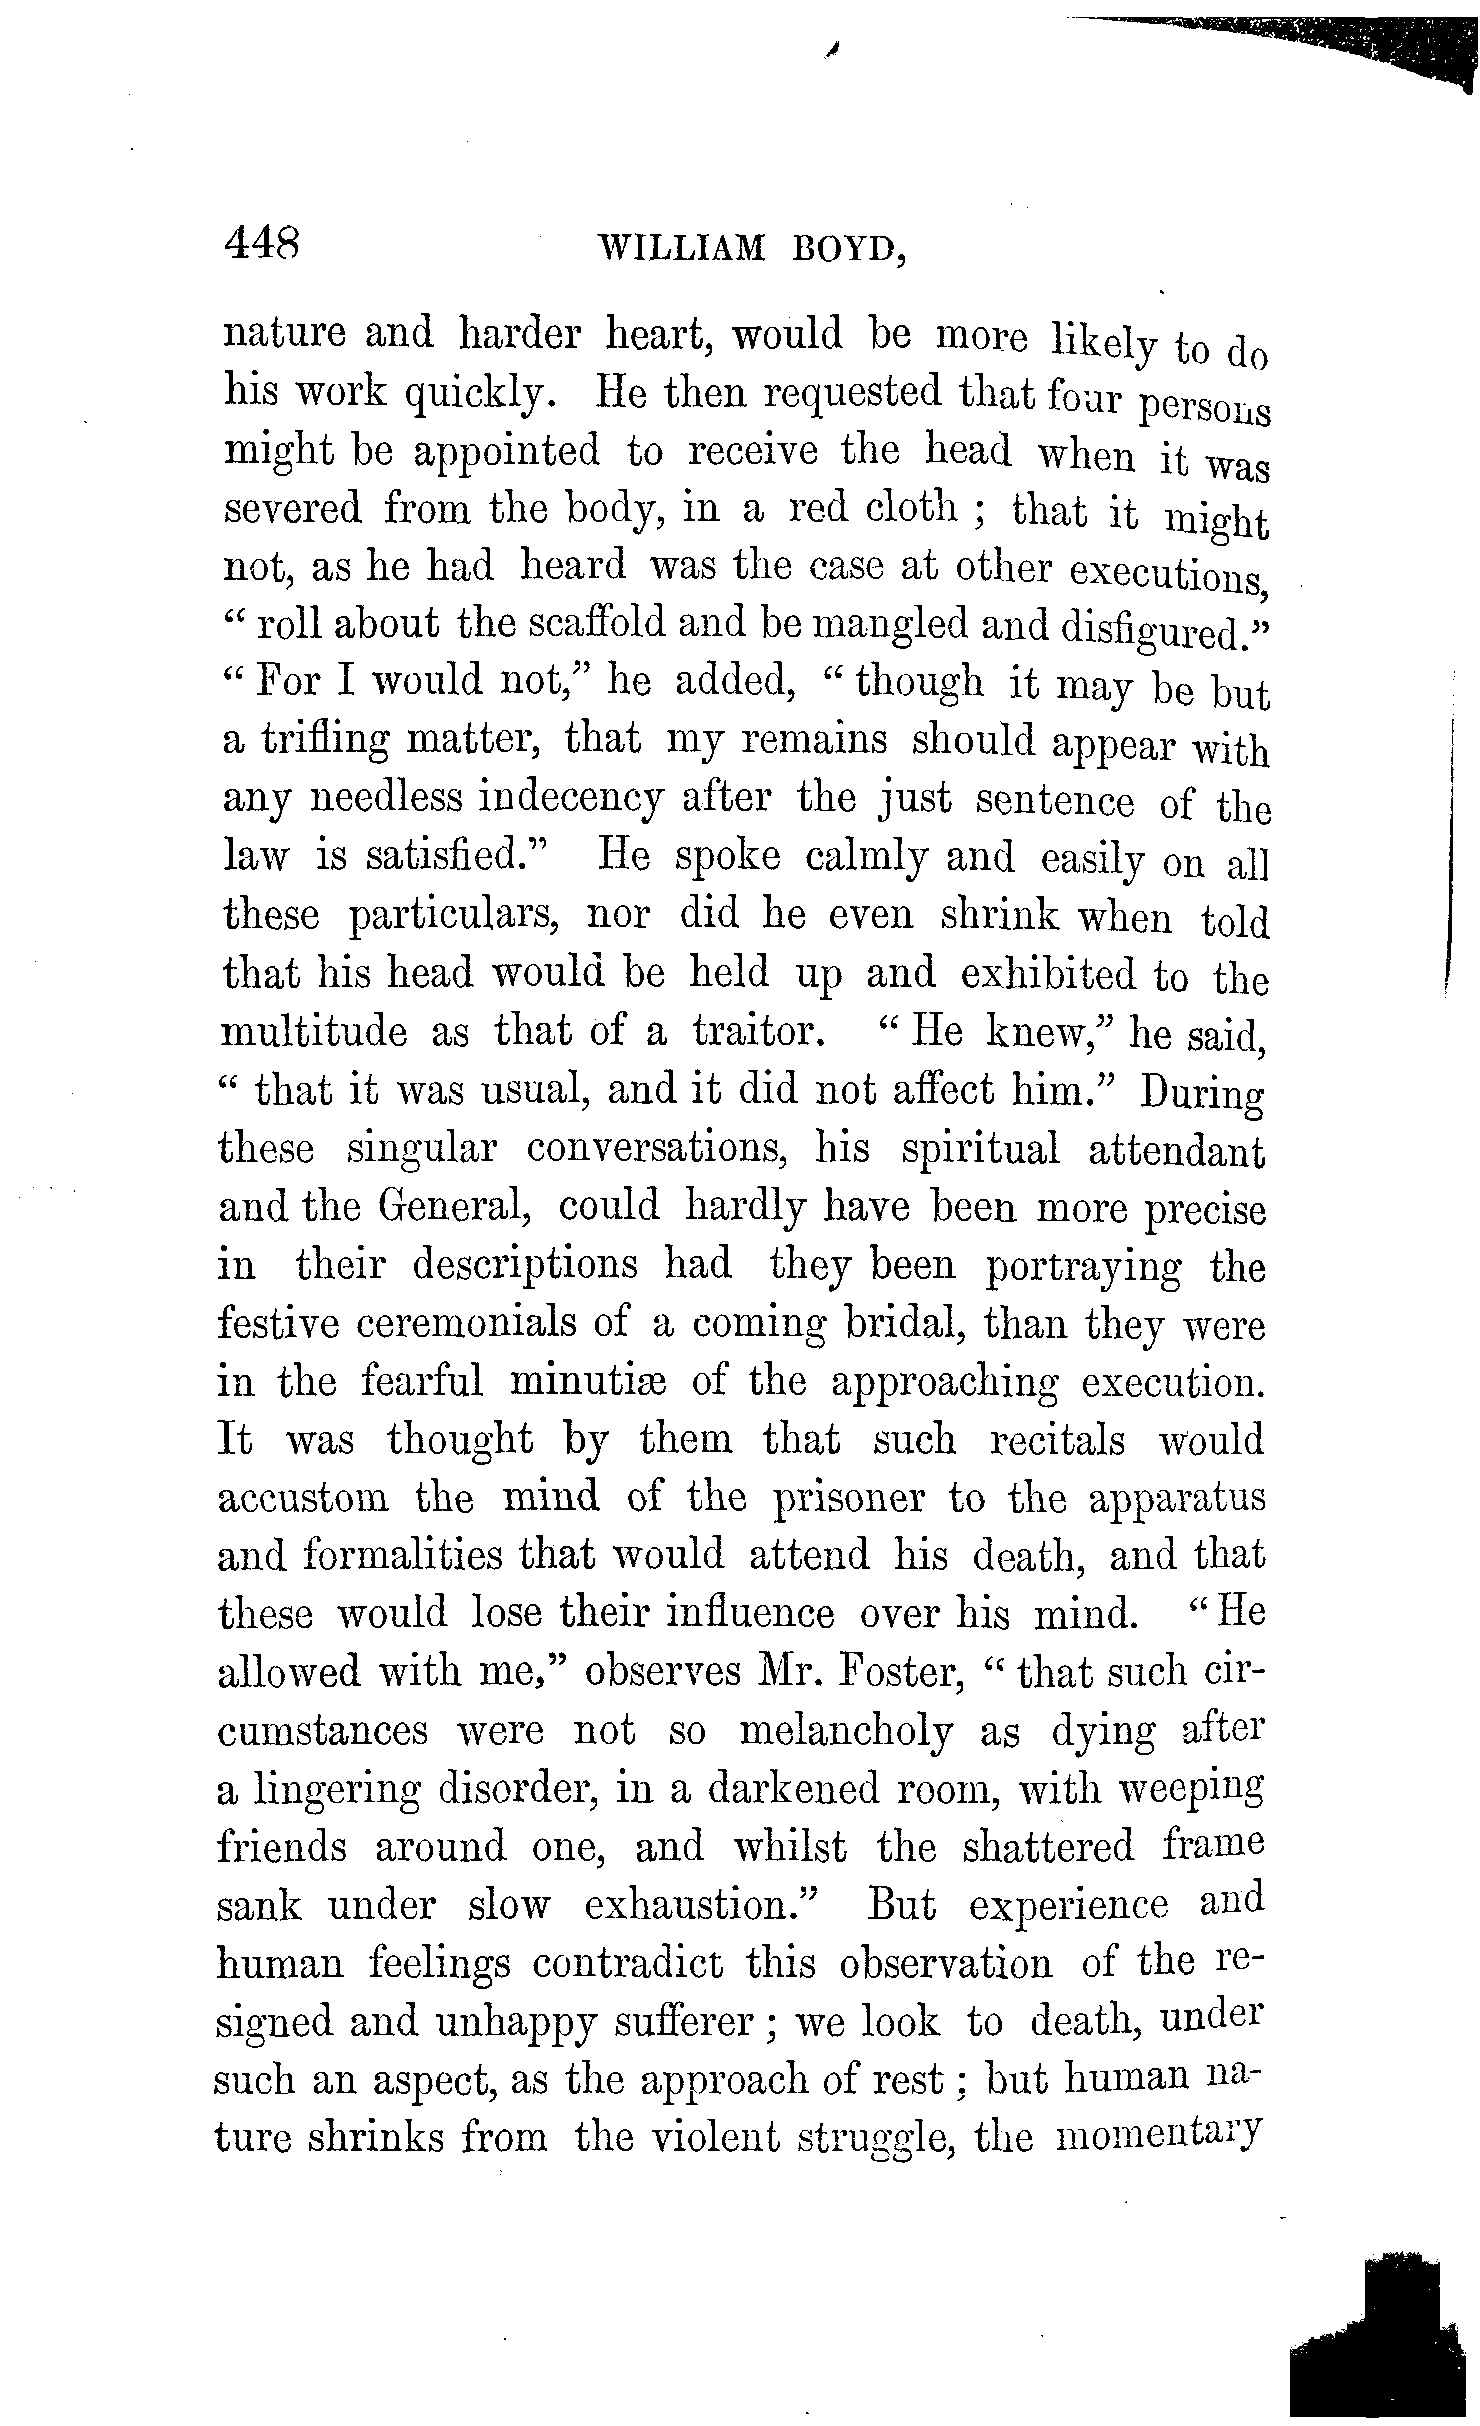 448 WILLIAM BOYD,
nature and harder heart, would be more likely to do
his work quickly. He then requested that four persons
might be appointed to receive the head when it was
severed from the body, in a red cloth ; that it might
not, as he had heard was the case at other executions,
“ roll about the scaffold and be mangled and disfigured.”
“ For I would not,” he added, “ though it may be but
a trifling matter, that my remains should appear with
any needless indecency after the just sentence of the
law is satisfied.” He spoke calmly and easily on all
these particulars, nor did he even shrink when told
that his head would be held up and exhibited to the
multitude as that of a traitor. “ He knew,” he said,
“ that it was usual, and it did not affect him.” During
these singular conversations, his spiritual attendant
and the General, could hardly have been more precise
in their descriptions had they been portraying the
festive ceremonials of a coming bridal, than they were
in the fearful minutiæ of the approaching execution.
It was thought by them that such recitals would
accustom the mind of the prisoner to the apparatus
and formalities that would attend his death, and that
these would lose their influence over his mind. “ He
allowed with me,” observes Mr. Foster, “ that such cir-
cumstances were not so melancholy as dying after
a lingering disorder, in a darkened room, with weeping
friends around one, and whilst the shattered frame
sank under slow exhaustion.” But experience and
human feelings contradict this observation of the re-
signed and unhappy sufferer ; we look to death, under
such an aspect, as the approach of rest ; but human na-
ture shrinks from the violent struggle, the momentary